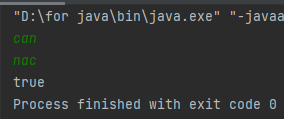 "D:\for java\bin\java.exe" "-javaa
can
nac
true
Process finished with exit code 0